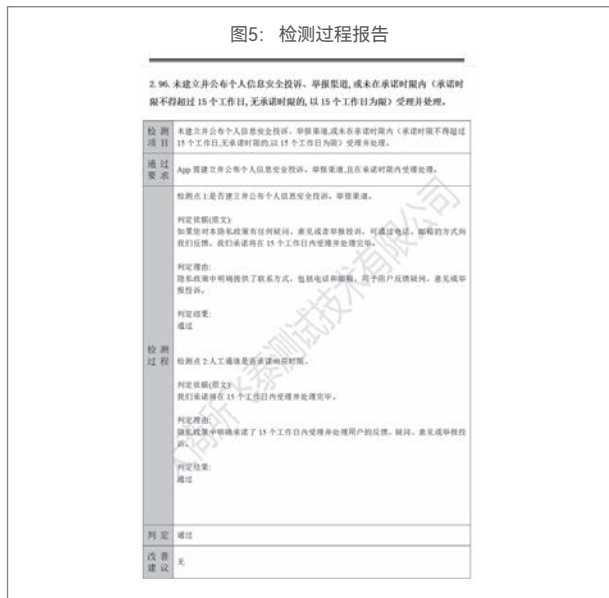 图5： 检测过程报告
2.96. 未建立并公布个人信息安全投诉、举报渠道,或未在承诺时限内（承诺时
限不得超过 15 个工作日,无承诺时限的,以 15 个工作日为限）受理并处理。
检 测
项 目
未建立并公布个人信息安全投诉、举报渠道,或未在承诺时限内（承诺时限不得超过
15 个工作日,无承诺时限的,以 15 个工作日为限）受理并处理。
通 过
要 求
App 需建立并公布个人信息安全投诉、举报渠道,且在承诺时限内受理处理。
检 测
过 程
检测点 1:是否建立并公布个人信息安全投诉、举报渠道。
判定依据(原文):
如果您对本隐私政策有任何疑问、意见或者举报投诉，可通过电话、邮箱的方式向
我们反馈。我们承诺将在 15 个工作日内受理并处理完毕。
判定理由:
隐私政策中明确提供了联系方式，包括电话和邮箱，用于用户反馈疑问、意见或举
报投诉。
判定结果:
通过
检测点 2:人工通道是否承诺响应时限。
判定依据(原文):
我们承诺将在 15 个工作日内受理并处理完毕。
判定理由:
隐私政策中明确承诺了 15 个工作日内受理并处理用户的反馈、疑问、意见或举报投
诉。
判定结果:
通过
判 定
通过
改 善
建 议
无
泰测试技术有限公司